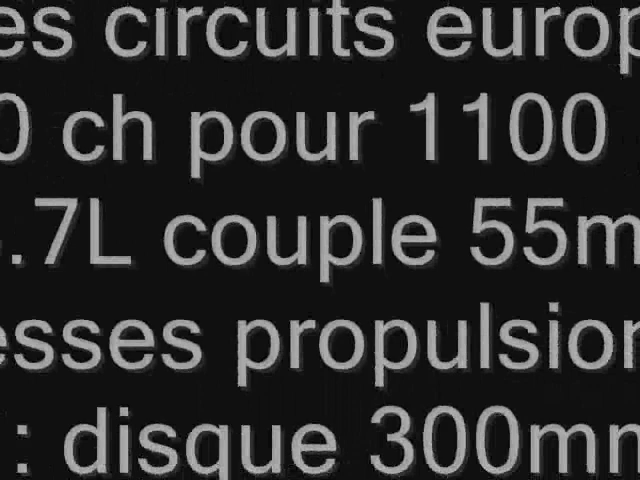 es circuits europ
0 ch pour 1100
.7L couple 55m
esses propulsion
: disque 300mm